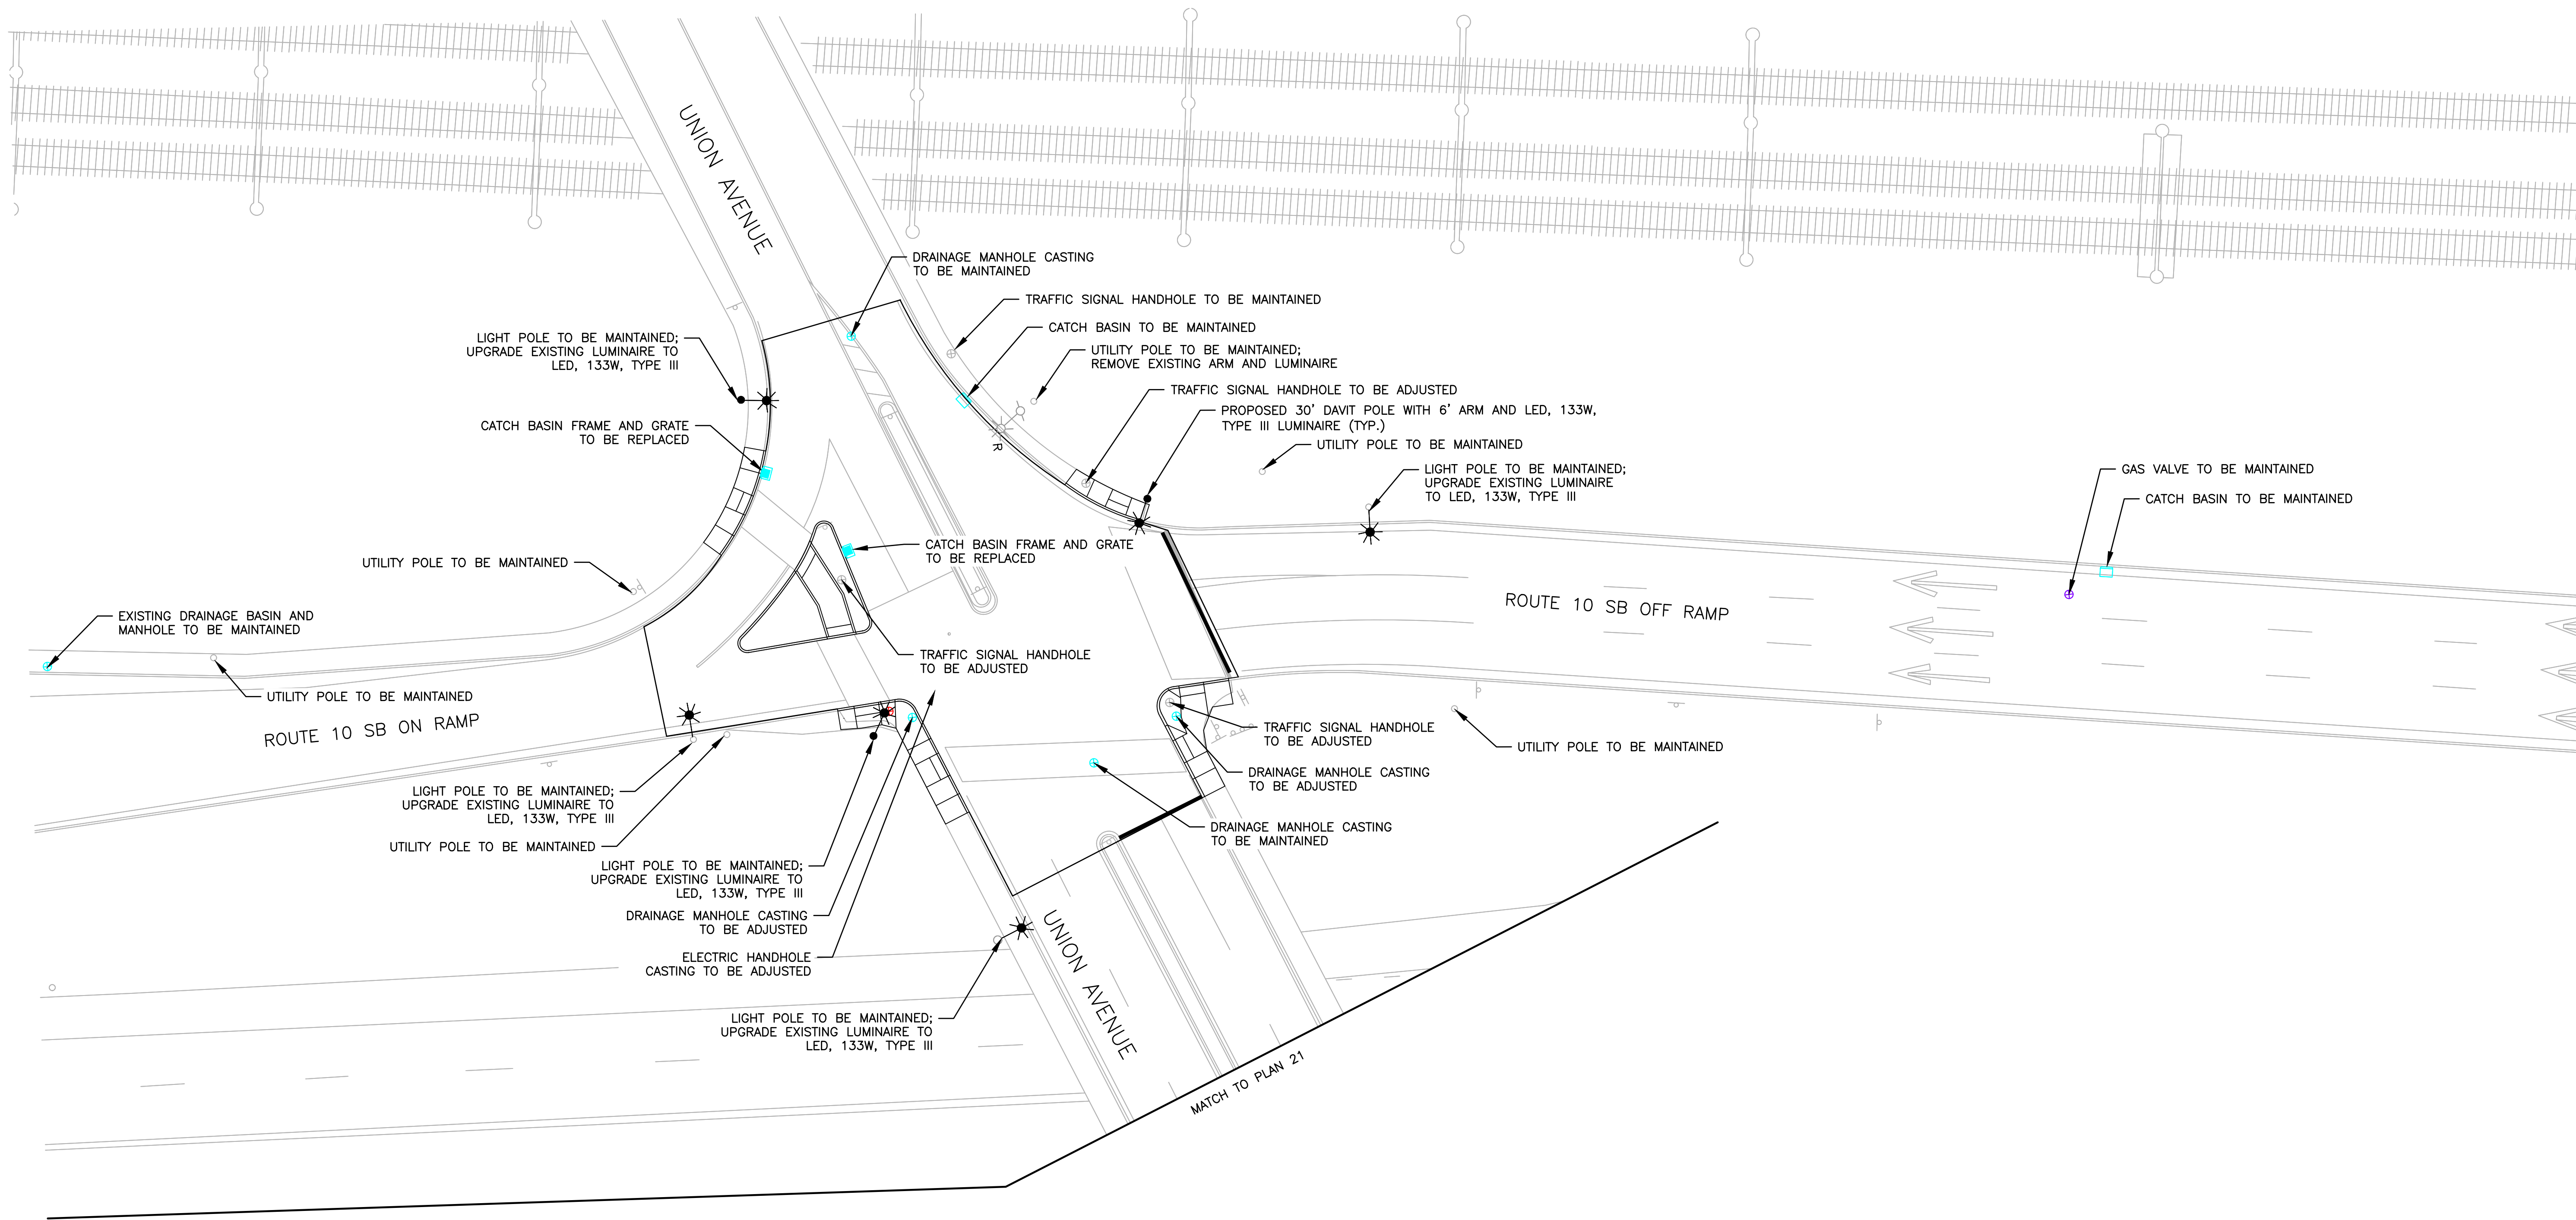 UNION AVENUE
DRAINAGE MANHOLE CASTING
TO BE MAINTAINED
TRAFFIC SIGNAL HANDHOLE TO BE MAINTAINED
CATCH BASIN TO BE MAINTAINED
UTILITY POLE TO BE MAINTAINED;
REMOVE EXISTING ARM AND LUMINAIRE
TRAFFIC SIGNAL HANDHOLE TO BE ADJUSTED
PROPOSED 30' DAVIT POLE WITH 6' ARM AND LED, 133W,
TYPE III LUMINAIRE (TYP.)
UTILITY POLE TO BE MAINTAINED
LIGHT POLE TO BE MAINTAINED;
UPGRADE EXISTING LUMINAIRE
TO LED, 133W, TYPE III
GAS VALVE TO BE MAINTAINED
CATCH BASIN TO BE MAINTAINED
LIGHT POLE TO BE MAINTAINED;
UPGRADE EXISTING LUMINAIRE TO
LED, 133W, TYPE III
CATCH BASIN FRAME AND GRATE
TO BE REPLACED
R
CATCH BASIN FRAME AND GRATE
TO BE REPLACED
UTILITY POLE TO BE MAINTAINED
EXISTING DRAINAGE BASIN AND
MANHOLE TO BE MAINTAINED
ROUTE 10 SB OFF RAMP
TRAFFIC SIGNAL HANDHOLE
TO BE ADJUSTED
UTILITY POLE TO BE MAINTAINED
ROUTE 10 SB ON RAMP
TRAFFIC SIGNAL HANDHOLE
TO BE ADJUSTED
UTILITY POLE TO BE MAINTAINED
DRAINAGE MANHOLE CASTING
TO BE ADJUSTED
LIGHT POLE TO BE MAINTAINED;
UPGRADE EXISTING LUMINAIRE TO
LED, 133W, TYPE III
DRAINAGE MANHOLE CASTING
TO BE MAINTAINED
UTILITY POLE TO BE MAINTAINED
LIGHT POLE TO BE MAINTAINED;
UPGRADE EXISTING LUMINAIRE TO
LED, 133W, TYPE III
DRAINAGE MANHOLE CASTING
TO BE ADJUSTED
ELECTRIC HANDHOLE
CASTING TO BE ADJUSTED
UNION AVENUE
LIGHT POLE TO BE MAINTAINED;
UPGRADE EXISTING LUMINAIRE TO
LED, 133W, TYPE III
MATCH TO PLAN 21